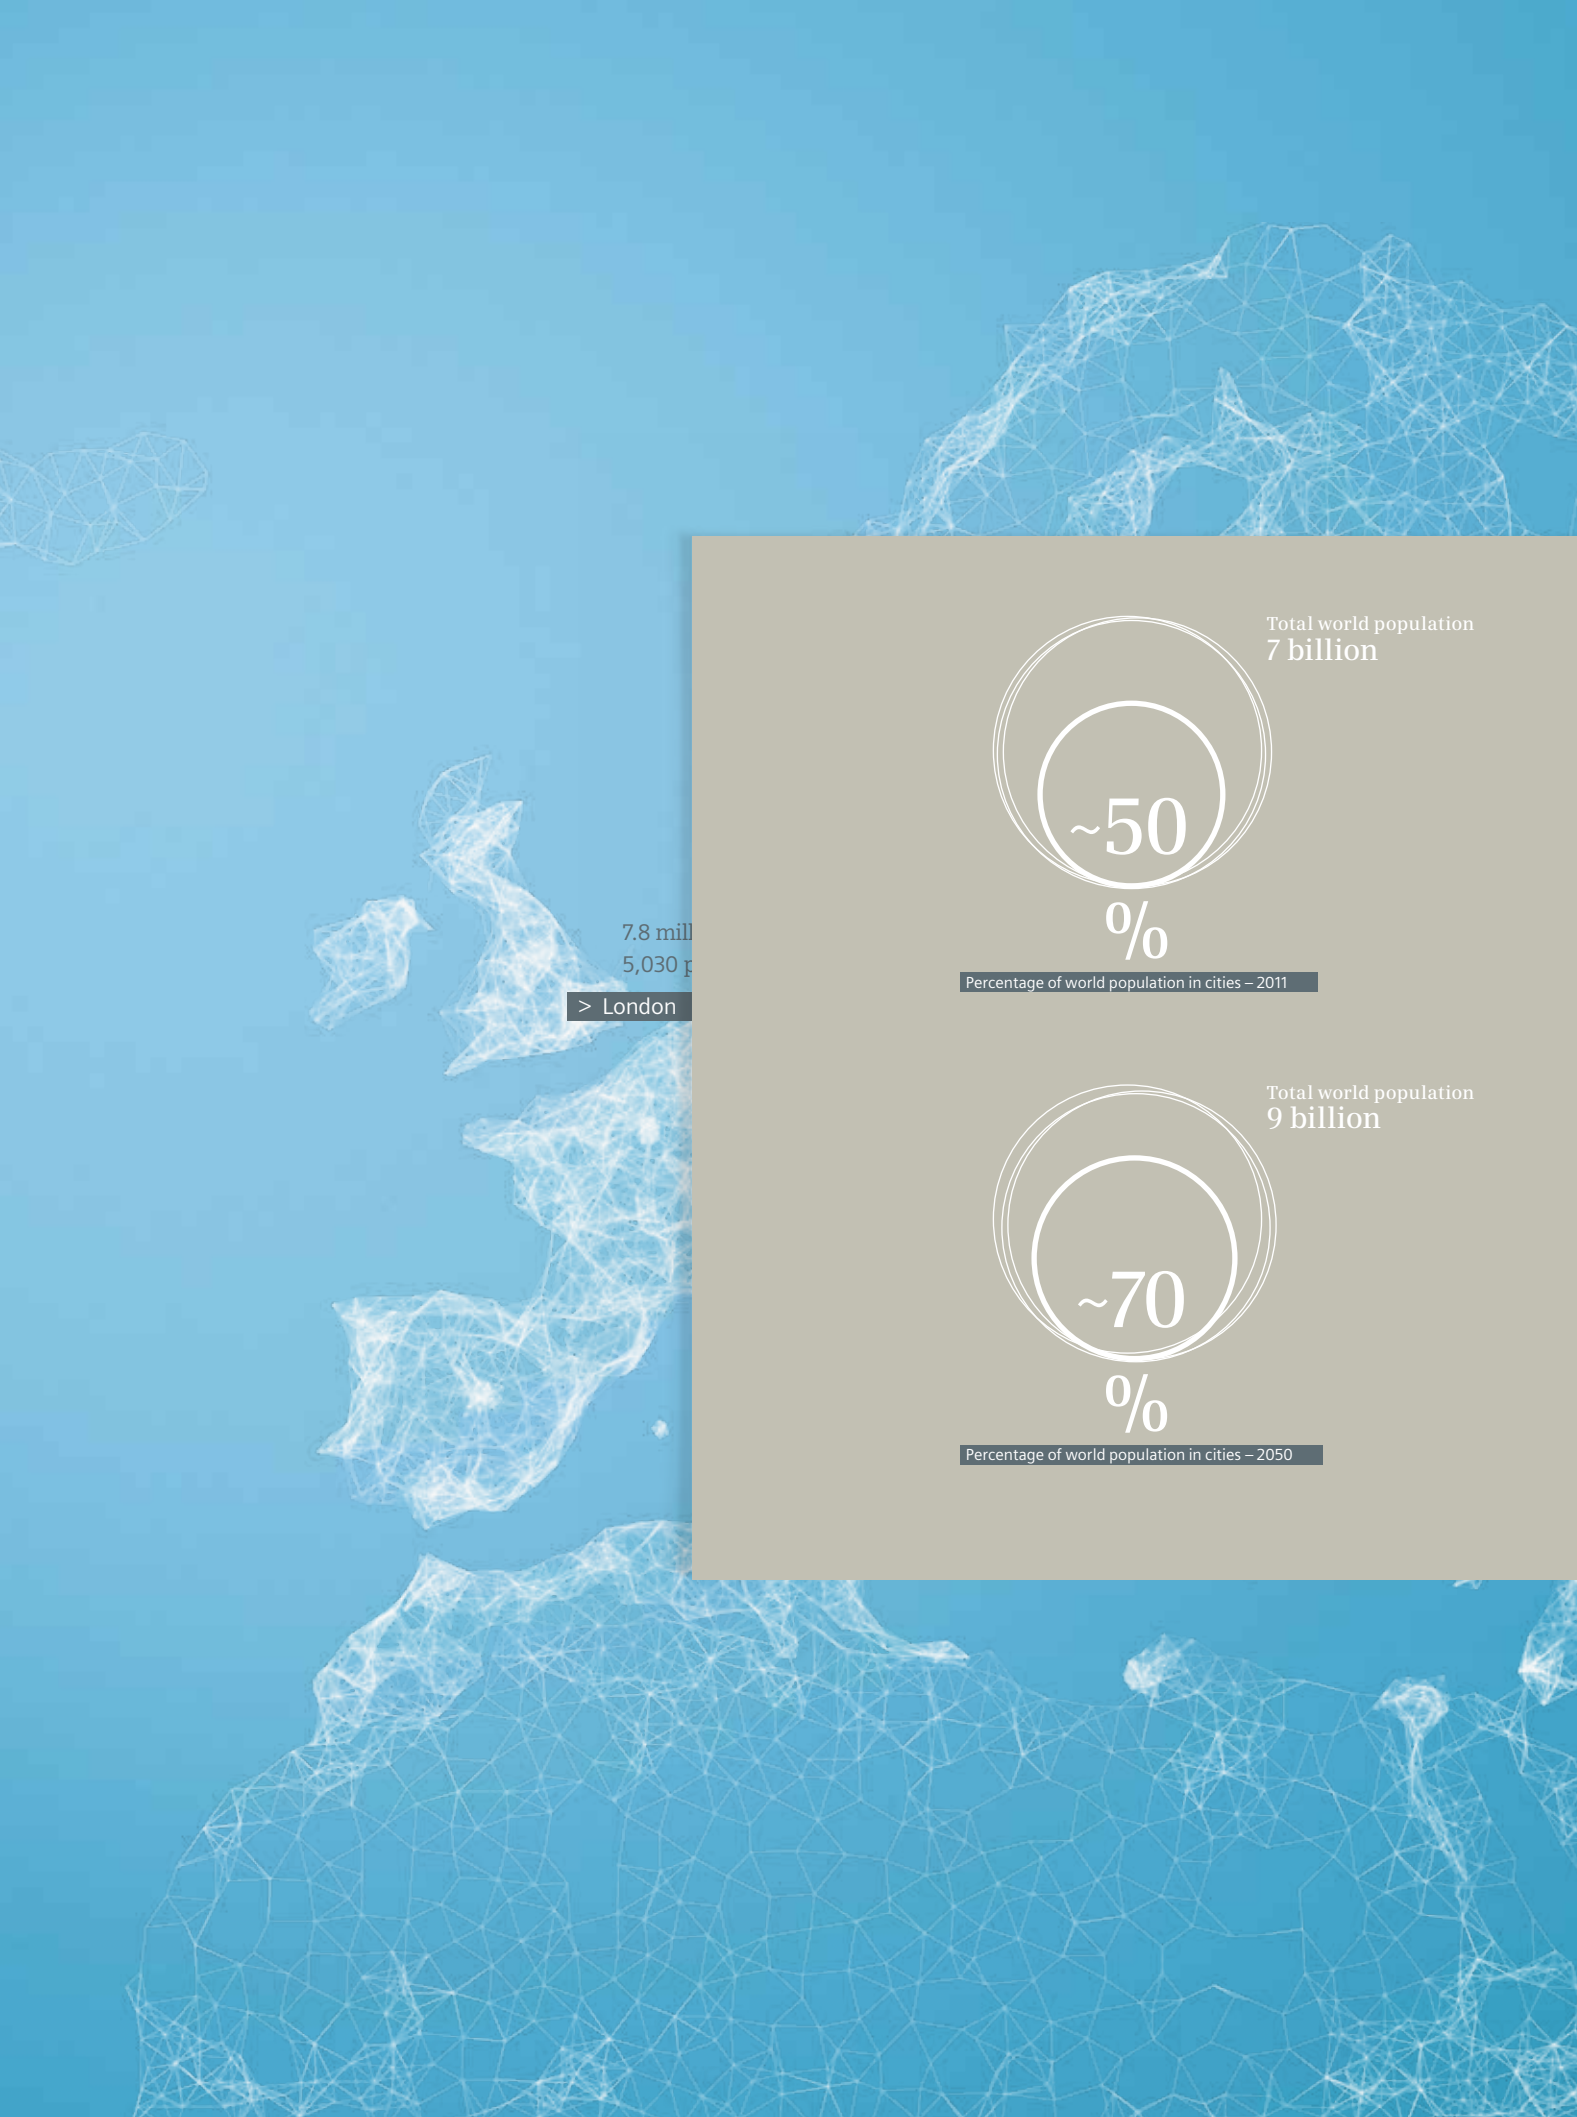 7.8
5,030
> London
Total world population
7 billion
~50
%
Percentage of world population in cities – 2011
Total world population
9 billion
~70
%
Percentage of world population in cities – 2050